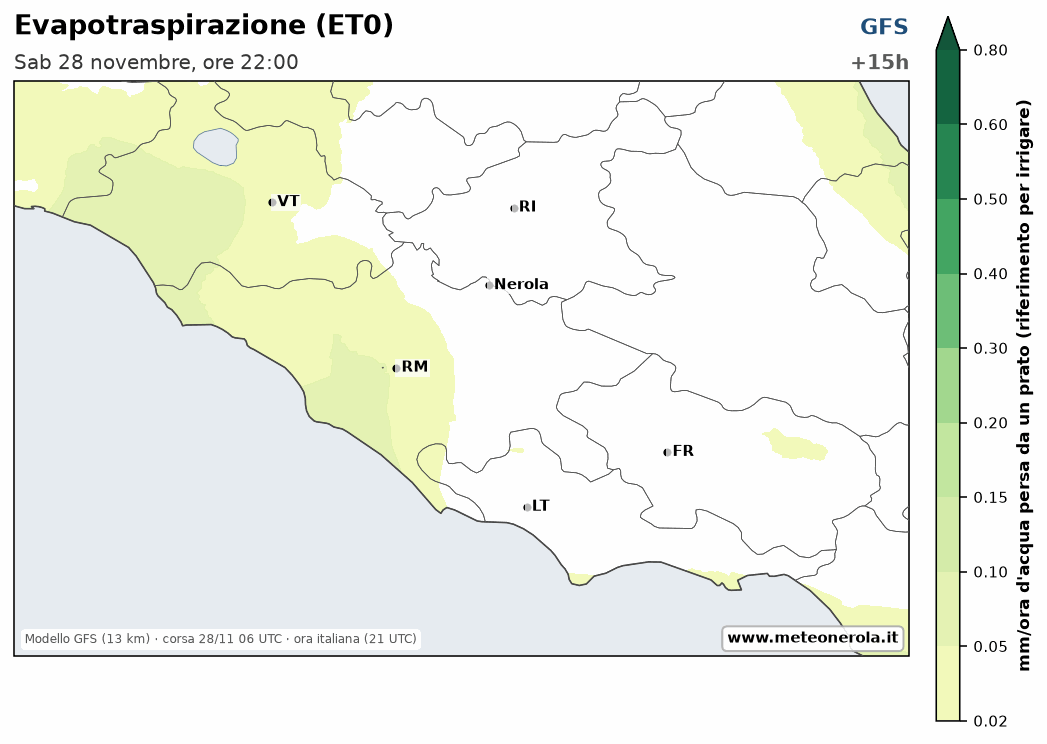 Evapotraspirazione (ET0)
GFS
Sab 28 novembre, ore 22:00
+15h
VT
RI
Nerola
RM
FR
LT
Modello GFS (13 km) · corsa 28/11 06 UTC · ora italiana (21 UTC)
www.meteonerola.it
0.80
0.60
0.50
0.40
0.30
0.20
0.15
0.10
0.05
0.02
mm/ora d'acqua persa da un prato (riferimento per irrigare)